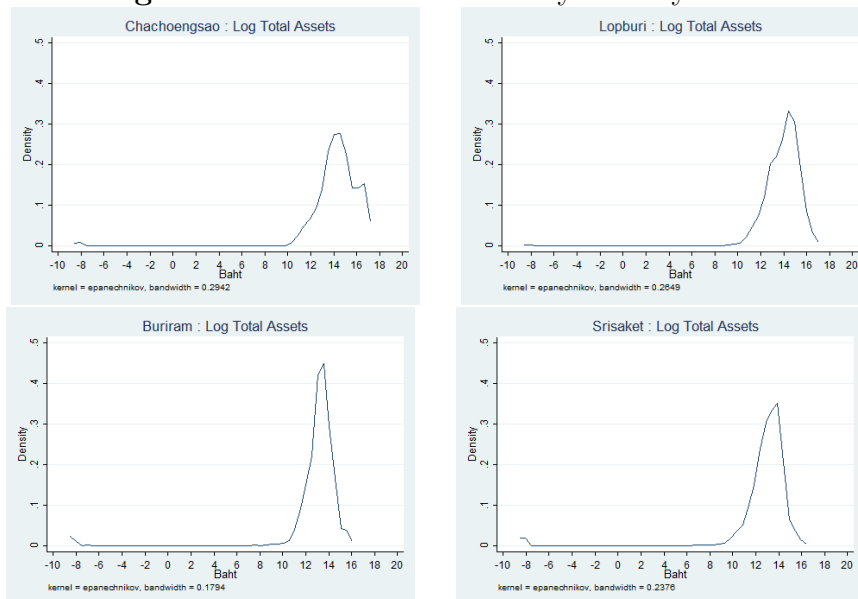 Chachoengsao : Log Total Assets
.5
.4
.3
.2
.1
0
Density
-10 -8 -6 -4 -2 0 2 4 6 8 10 12 14 16 18 20
Baht
kernel = epanechnikov, bandwidth = 0.2942
Lopburi : Log Total Assets
.5
.4
.3
.2
.1
0
Density
-10 -8 -6 -4 -2 0 2 4 6 8 10 12 14 16 18 20
Baht
kernel = epanechnikov, bandwidth = 0.2649
Buriram : Log Total Assets
.5
.4
.3
.2
.1
0
Density
-10 -8 -6 -4 -2 0 2 4 6 8 10 12 14 16 18 20
Baht
kernel = epanechnikov, bandwidth = 0.1794
Srisaket : Log Total Assets
.5
.4
.3
.2
.1
0
Density
-10 -8 -6 -4 -2 0 2 4 6 8 10 12 14 16 18 20
Baht
kernel = epanechnikov, bandwidth = 0.2376